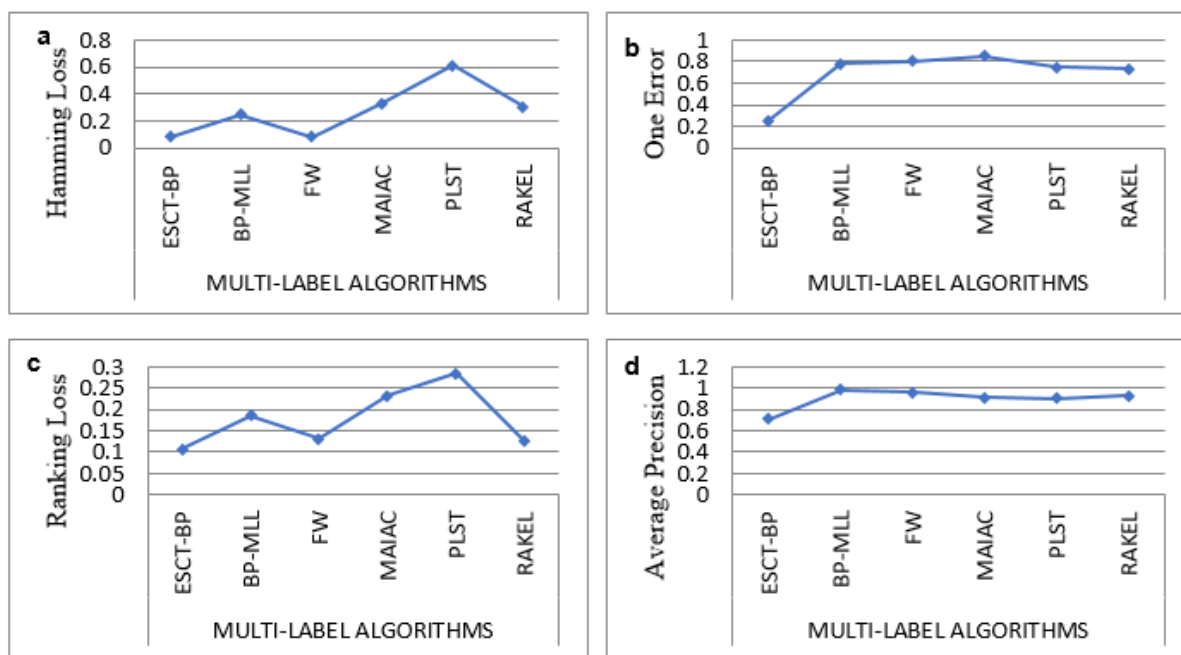 a
Hamming Loss
0.8
0.6
0.4
0.2
0
ESCT-BP
BP-MLL
FW
MAIAC
PLST
RAKEL
MULTI-LABEL ALGORITHMS
b
One Error
1
0.8
0.6
0.4
0.2
0
ESCT-BP
BP-MLL
FW
MAIAC
PLST
RAKEL
MULTI-LABEL ALGORITHMS
c
Ranking Loss
0.3
0.25
0.2
0.15
0.1
0.05
0
ESCT-BP
BP-MLL
FW
MAIAC
PLST
RAKEL
MULTI-LABEL ALGORITHMS
d
Average Precision
1.2
1
0.8
0.6
0.4
0.2
0
ESCT-BP
BP-MLL
FW
MAIAC
PLST
RAKEL
MULTI-LABEL ALGORITHMS